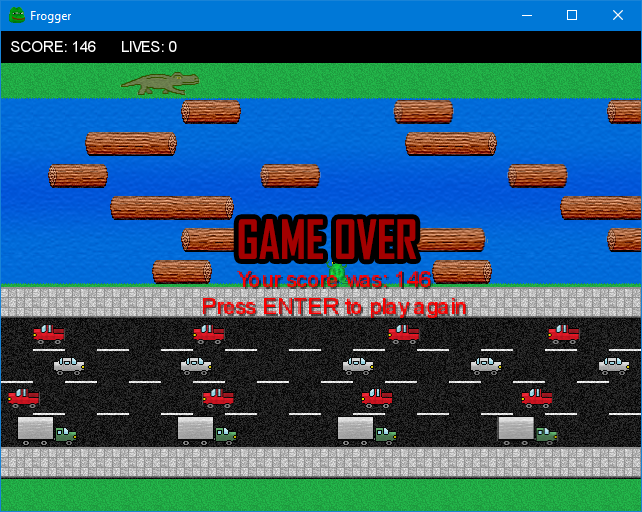 Frogger
SCORE: 146 LIVES: 0
GAME OVER
Your score was: 146
Press ENTER to play again